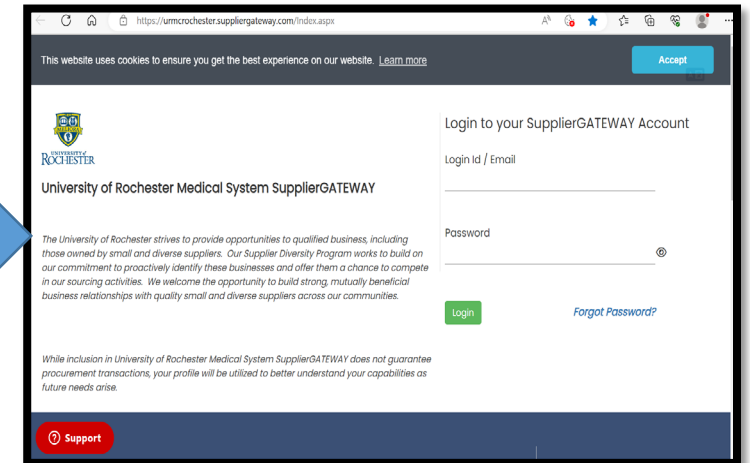 https://urmcrochester.suppliergateway.com/Index.aspx
This website uses cookies to ensure you get the best experience on our website. Learn more
Accept
UNIVERSITY of
ROCHESTER
University of Rochester Medical System SupplierGATEWAY
The University of Rochester strives to provide opportunities to qualified business, including
those owned by small and diverse suppliers. Our Supplier Diversity Program works to build on
our commitment to proactively identify these businesses and offer them a chance to compete
in our sourcing activities. We welcome the opportunity to build strong, mutually beneficial
business relationships with quality small and diverse suppliers across our communities.
While inclusion in University of Rochester Medical System SupplierGATEWAY does not guarantee
procurement transactions, your profile will be utilized to better understand your capabilities as
future needs arise.
Support
Login to your SupplierGATEWAY Account
Login Id / Email
Password
Login
Forgot Password?